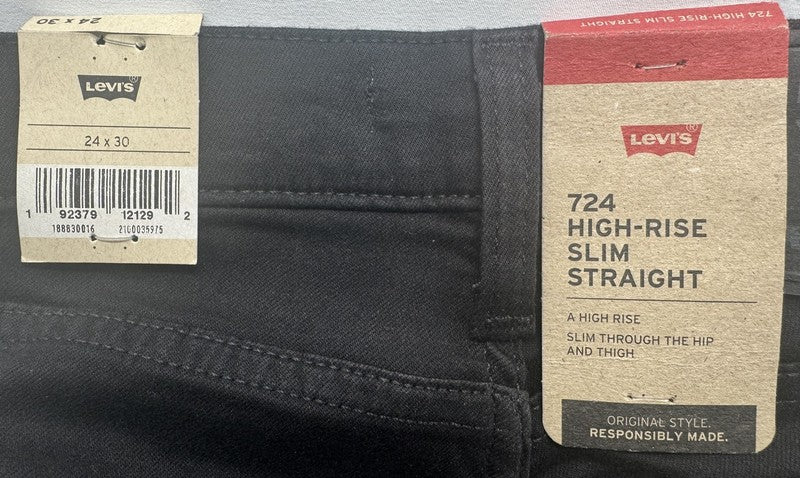 24 x 30
Levi's®
24 x 30
1 92379 12129 2
188830016 2100035975
724 HIGH-RISE SLIM STRAIGHT
Levi's®
724
HIGH-RISE
SLIM
STRAIGHT
A HIGH RISE
SLIM THROUGH THE HIP
AND THIGH
ORIGINAL STYLE.
RESPONSIBLY MADE.